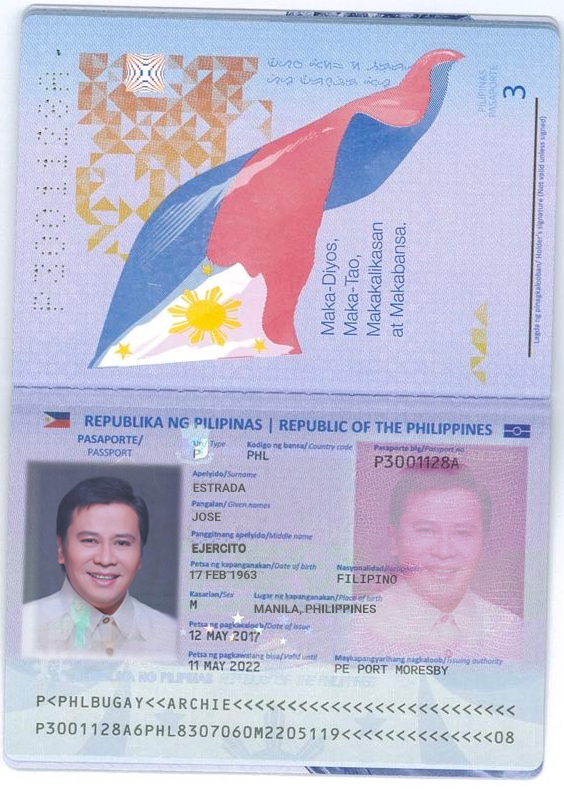 P3001128A
PILIPINAS
PASAPORTE
3
Maka-Diyos,
Maka-Tao,
Makakalikasan
at Makabansa.
Lagda ng pinagkalooban/ Holder's signature (Not valid unless signed)
REPUBLIKA NG PILIPINAS | REPUBLIC OF THE PHILIPPINES
PASAPORTE/
PASSPORT
Type Kodigo ng bansa/ Country code Pasaporte blg/Passport no
P PHL P3001128A
Apelyido/Surname
ESTRADA
Pangalan/ Given names
JOSE
Panggitnang apelyido/Middle name
EJERCITO
Petsa ng kapanganakan/Date of birth Nasyonalidad/
17 FEB 1963 FILIPINO
Kasarian/Sex Lugar ng kapanganakan/Place of birth
M MANILA, PHILIPPINES
Petsa ng pagkakaloob/Date of issue
12 MAY 2017
Petsa ng pagkawalang bisa/Valid until Maykapangyarihang nagkaloob/Issuing authority
11 MAY 2022 PE PORT MORESBY
P<PHLBUGAY<<ARCHIE<<<<<<<<<<<<<<<<<<<<<<<<<<
P3001128A6PHL8307060M2205119<<<<<<<<<<<<<<08